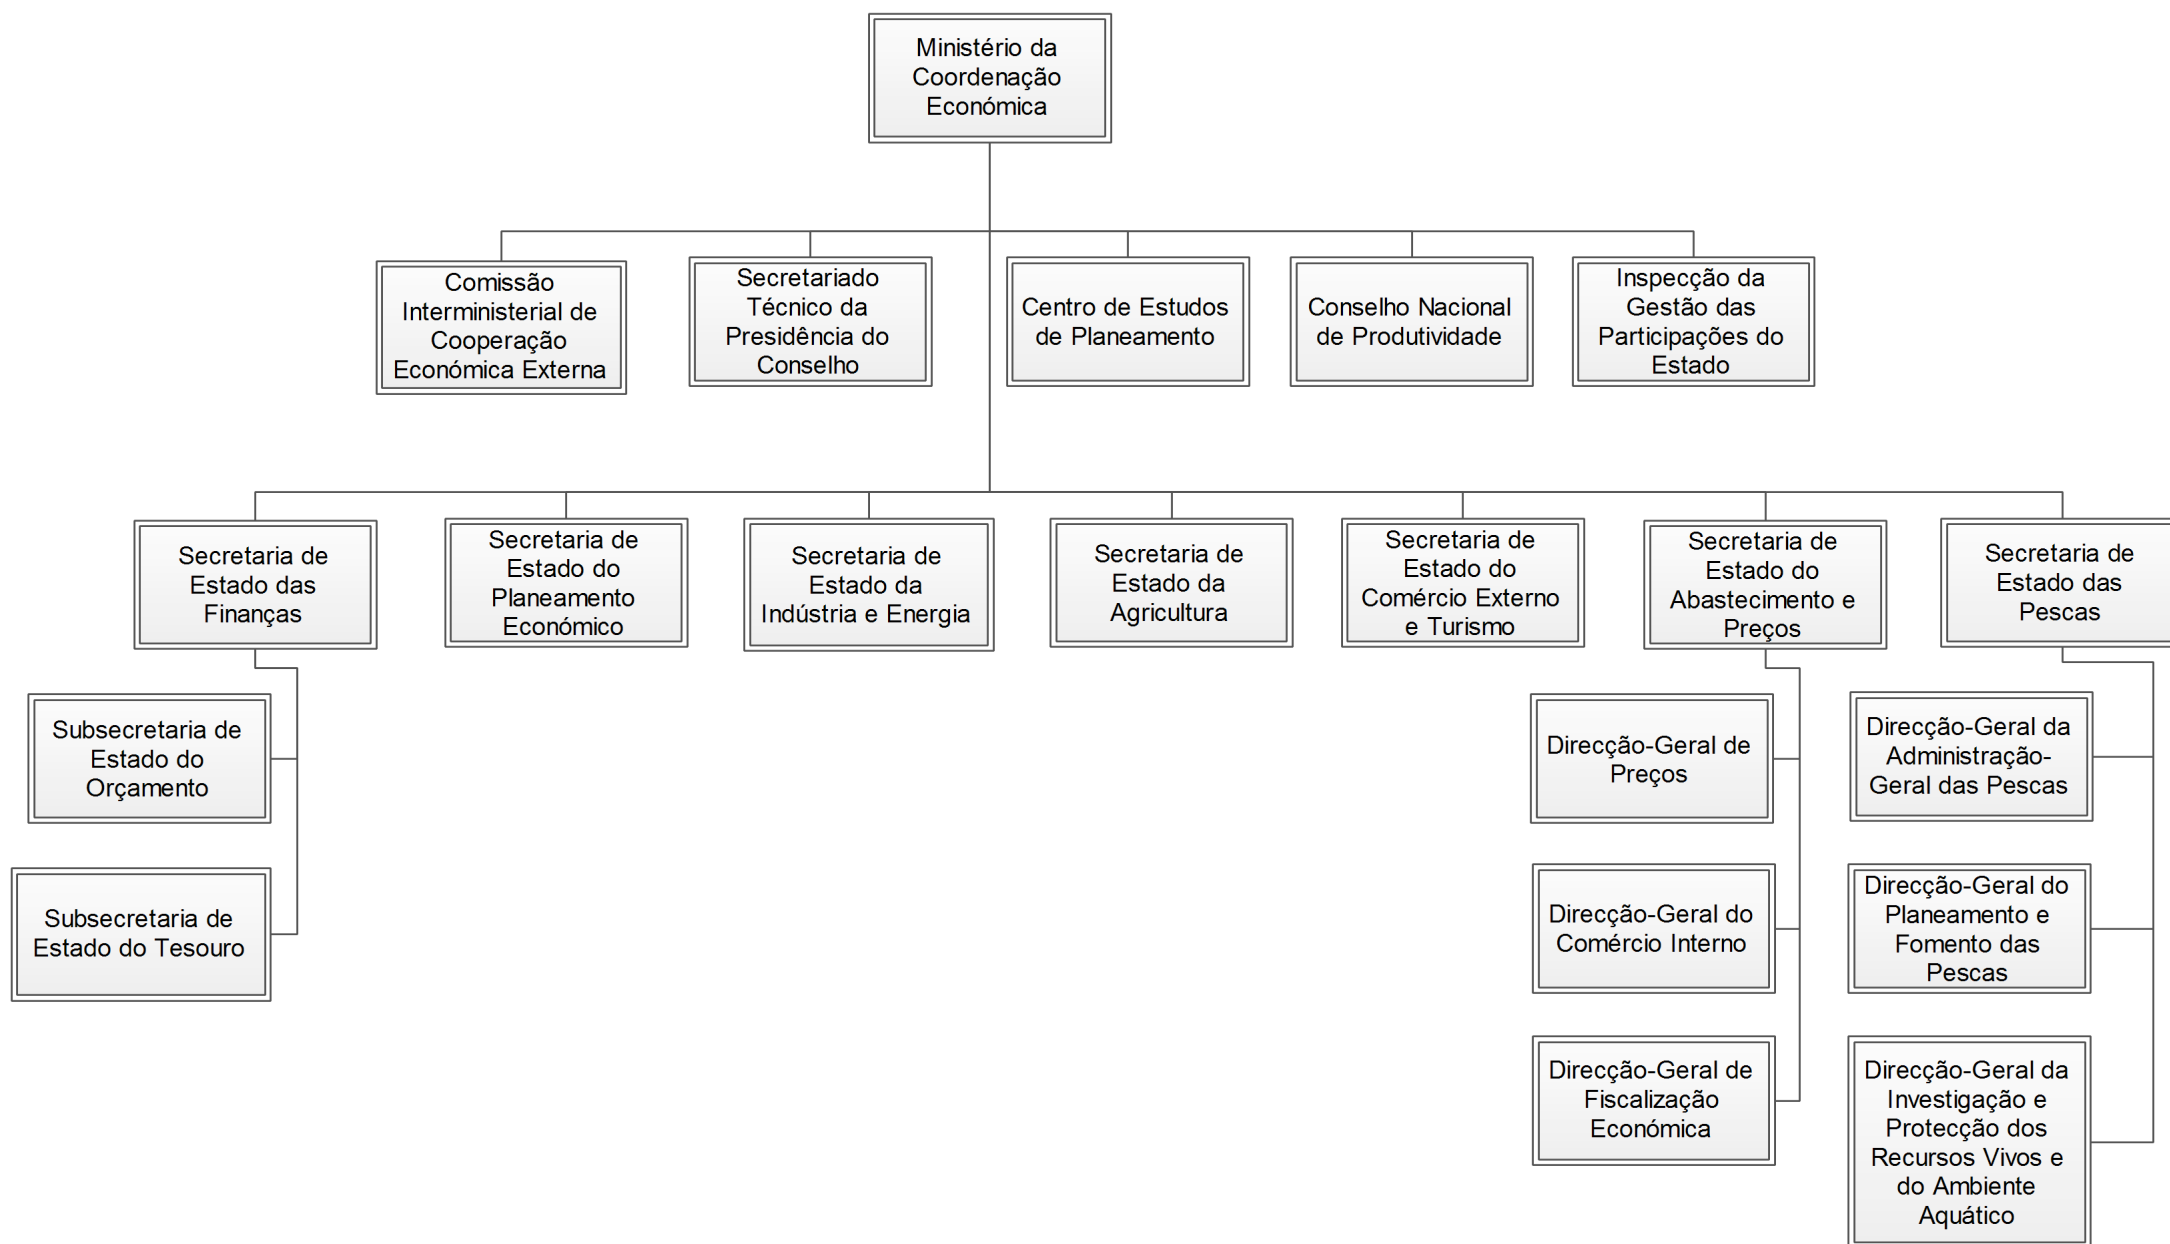 Ministério da
Coordenação
Económica
Comissão
Interministerial de
Cooperação
Económica Externa
Secretariado
Técnico da
Presidência do
Conselho
Centro de Estudos
de Planeamento
Conselho Nacional
de Produtividade
Inspecção da
Gestão das
Participações do
Estado
Secretaria de
Estado das
Finanças
Secretaria de
Estado do
Planeamento
Económico
Secretaria de
Estado da
Indústria e Energia
Secretaria de
Estado da
Agricultura
Secretaria de
Estado do
Comércio Externo
e Turismo
Secretaria de
Estado do
Abastecimento e
Preços
Secretaria de
Estado das
Pescas
Subsecretaria de
Estado do
Orçamento
Subsecretaria de
Estado do Tesouro
Direcção-Geral de
Preços
Direcção-Geral do
Comércio Interno
Direcção-Geral de
Fiscalização
Económica
Direcção-Geral da
Administração-
Geral das Pescas
Direcção-Geral do
Planeamento e
Fomento das
Pescas
Direcção-Geral da
Investigação e
Protecção dos
Recursos Vivos e
do Ambiente
Aquático